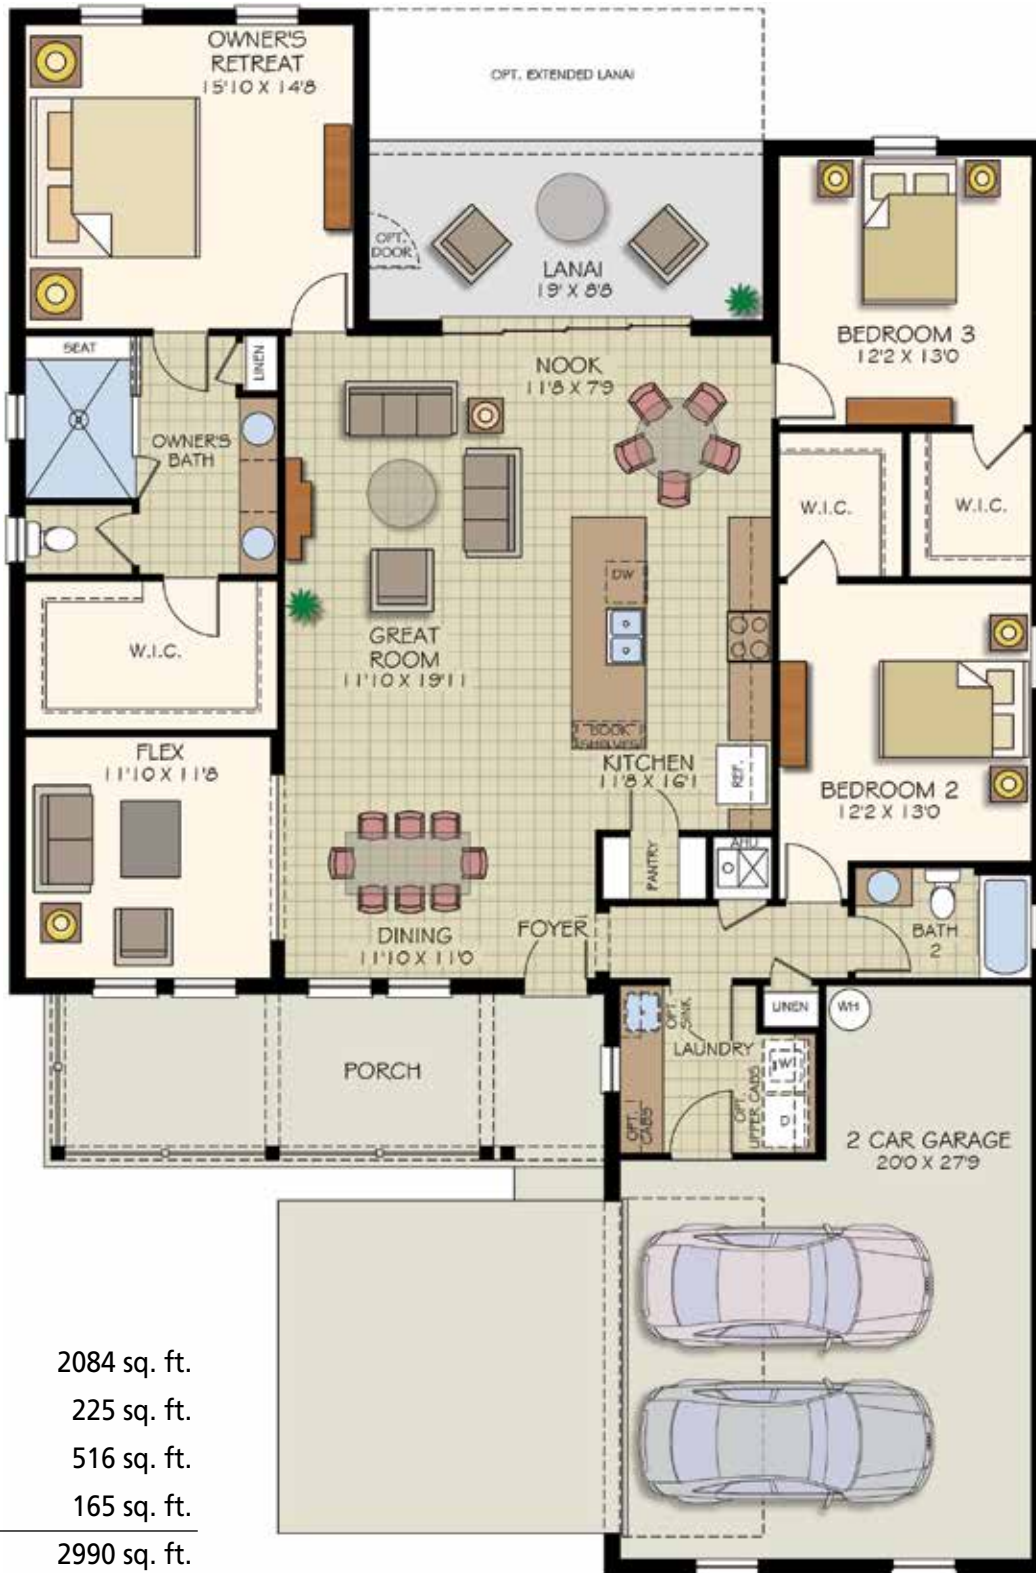 OWNER'S
RETREAT
15'10 X 14'8
OPT. EXTENDED LANAI
OPT.
DOOR
LANAI
19' X 8'8
BEDROOM 3
12'2 X 13'0
SEAT
LINEN
OWNER'S
BATH
NOOK
11'8 X 7'9
W.I.C.
W.I.C.
W.I.C.
DW
GREAT
ROOM
11'10 X 19'11
BOOK
SHELVES
KITCHEN
11'8 X 16'1
REF.
BEDROOM 2
12'2 X 13'0
FLEX
11'10 X 11'8
PANTRY
AHU
DINING
11'10 X 11'0
FOYER
BATH
2
LINEN
WH
OPT.
SINK
LAUNDRY
W
D
OPT.
UPPER CABS
OPT.
CABS
PORCH
2 CAR GARAGE
20'0 X 27'9
2084 sq. ft.
225 sq. ft.
516 sq. ft.
165 sq. ft.
2990 sq. ft.